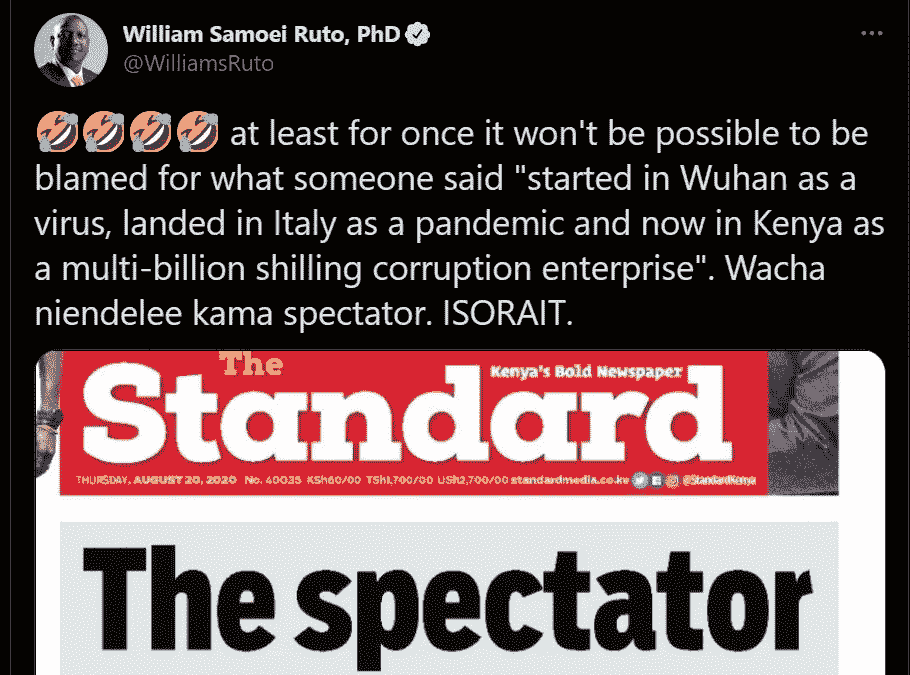 William Samoei Ruto, PhD
@WilliamsRuto
🤣🤣🤣🤣 at least for once it won't be possible to be
blamed for what someone said "started in Wuhan as a
virus, landed in Italy as a pandemic and now in Kenya as
a multi-billion shilling corruption enterprise". Wacha
niendelee kama spectator. ISORAIT.
The
Kenya's Bold Newspaper
Standard
THURSDAY, AUGUST 20, 2020 No. 40035 KSh60/00 TSh1,700/00 USh2,700/00 standardmedia.co.ke @StandardKenya
The spectator